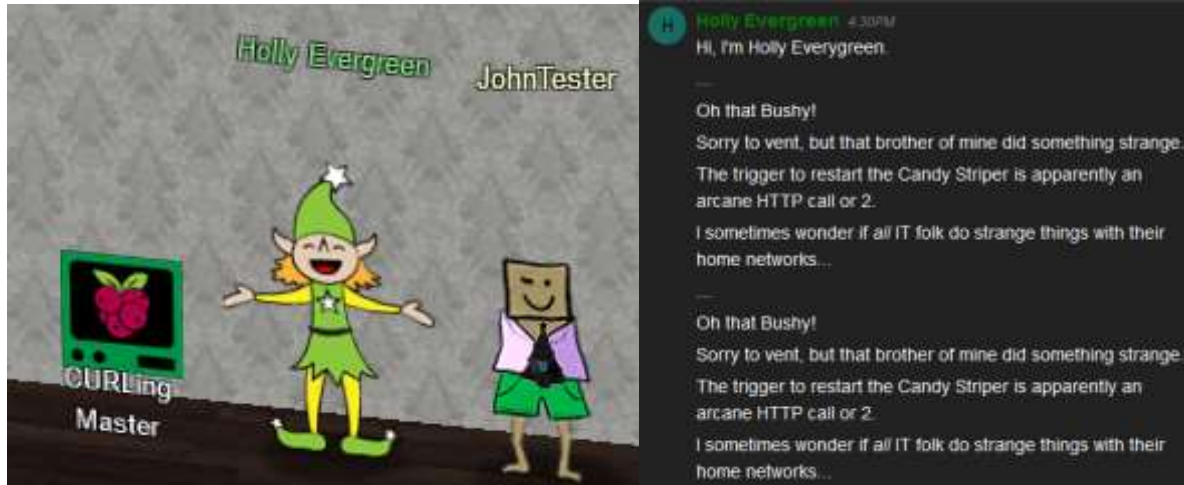 Holly Evergreen
JohnTester
CURLing
Master
H
Holly Evergreen 4:30PM
Hi, I'm Holly Everygreen.
Oh that Bushy!
Sorry to vent, but that brother of mine did something strange.
The trigger to restart the Candy Striper is apparently an
arcane HTTP call or 2.
I sometimes wonder if all IT folk do strange things with their
home networks...
Oh that Bushy!
Sorry to vent, but that brother of mine did something strange.
The trigger to restart the Candy Striper is apparently an
arcane HTTP call or 2.
I sometimes wonder if all IT folk do strange things with their
home networks...